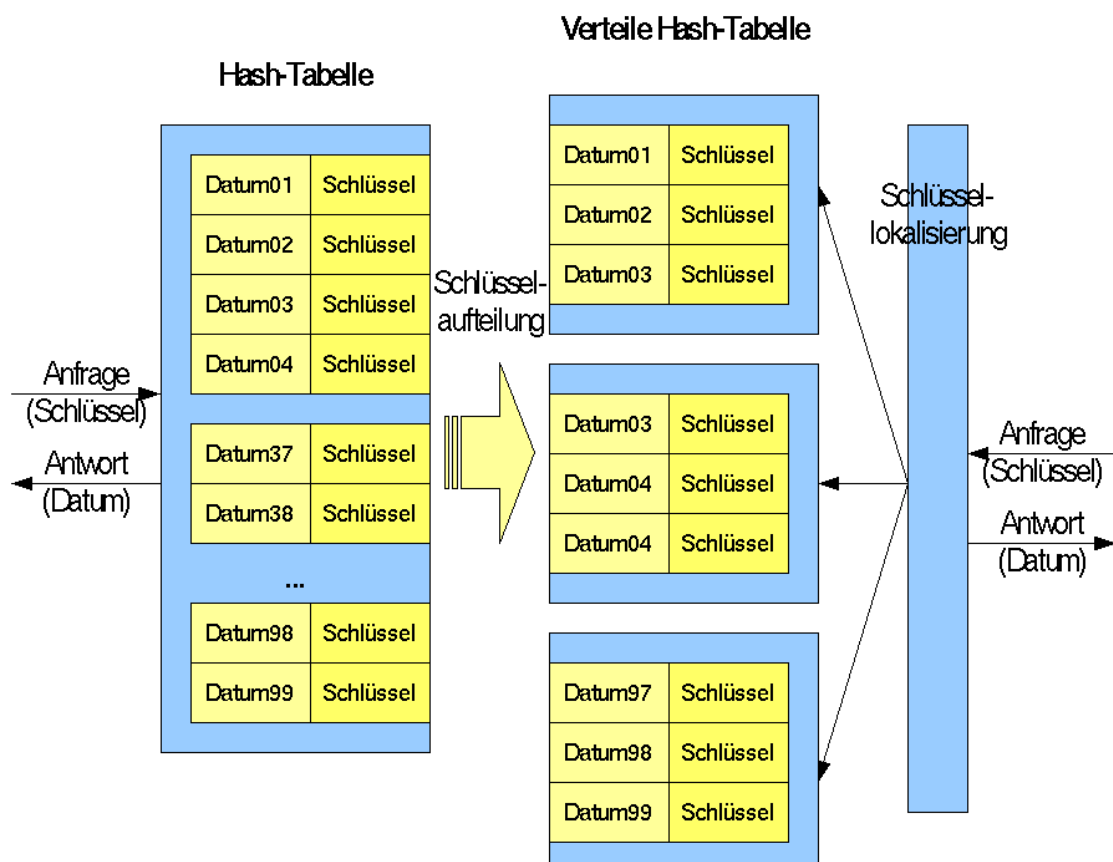 Verteile Hash-Tabelle
Hash-Tabelle
Datum01 Schlüssel
Datum02 Schlüssel
Datum03 Schlüssel
Datum04 Schlüssel
Datum37 Schlüssel
Datum38 Schlüssel
...
Datum98 Schlüssel
Datum99 Schlüssel
Anfrage
(Schlüssel)
Antwort
(Datum)
Schlüssel-
aufteilung
Datum01 Schlüssel
Datum02 Schlüssel
Datum03 Schlüssel
Datum03 Schlüssel
Datum04 Schlüssel
Datum04 Schlüssel
Datum97 Schlüssel
Datum98 Schlüssel
Datum99 Schlüssel
Schlüssel-
lokalisierung
Anfrage
(Schlüssel)
Antwort
(Datum)